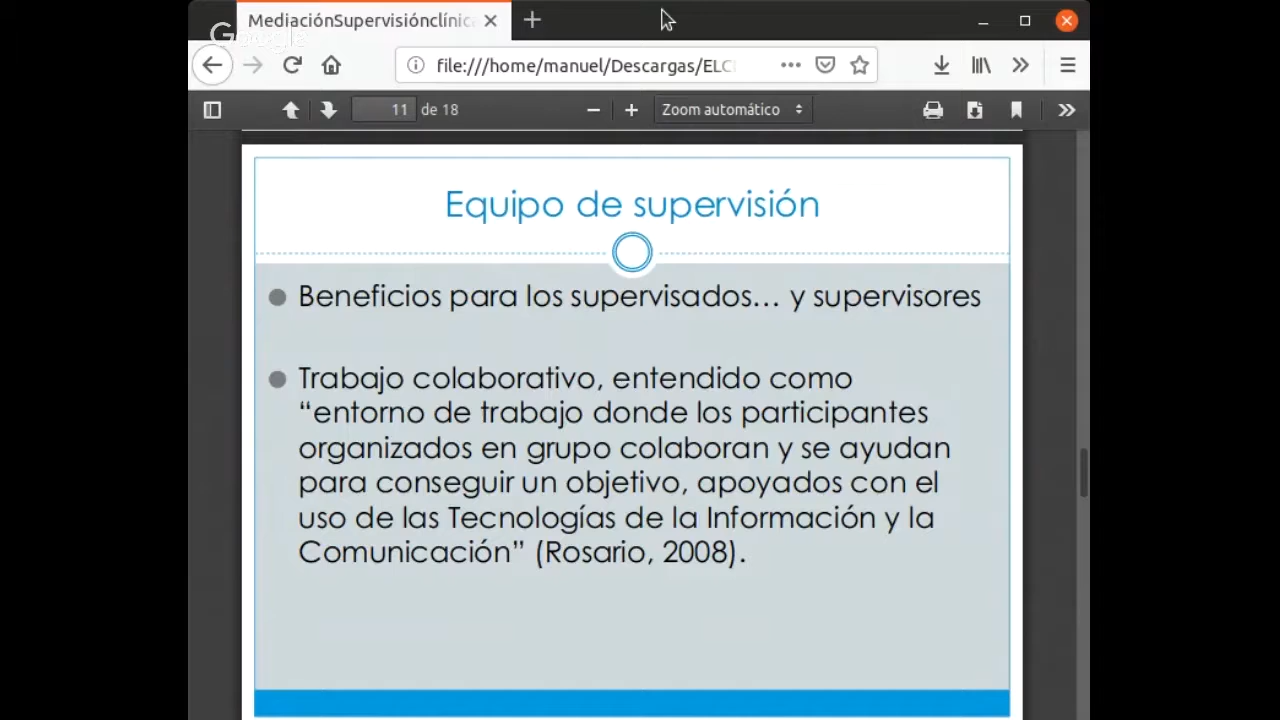 MediaciónSupervisiónclínic
Google
file:///home/manuel/Descargas/ELC
11 de 18
Zoom automático
Equipo de supervisión
Beneficios para los supervisados… y supervisores
Trabajo colaborativo, entendido como
“entorno de trabajo donde los participantes
organizados en grupo colaboran y se ayudan
para conseguir un objetivo, apoyados con el
uso de las Tecnologías de la Información y la
Comunicación” (Rosario, 2008).